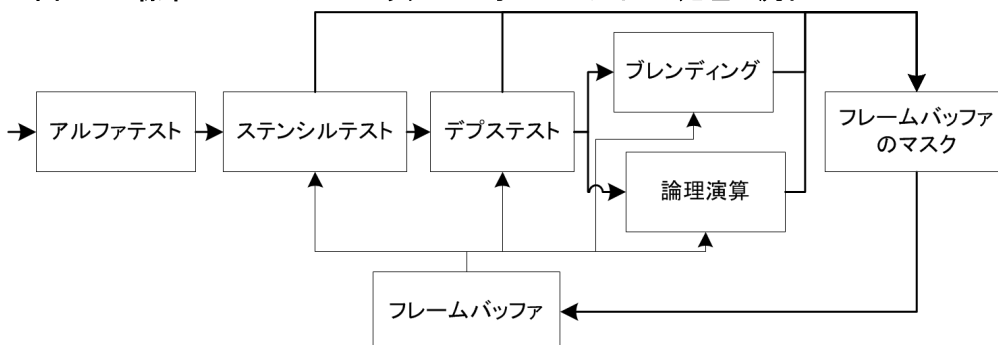 アルファテスト
ステンシルテスト
デプステスト
ブレンディング
論理演算
フレームバッファ
のマスク
フレームバッファ